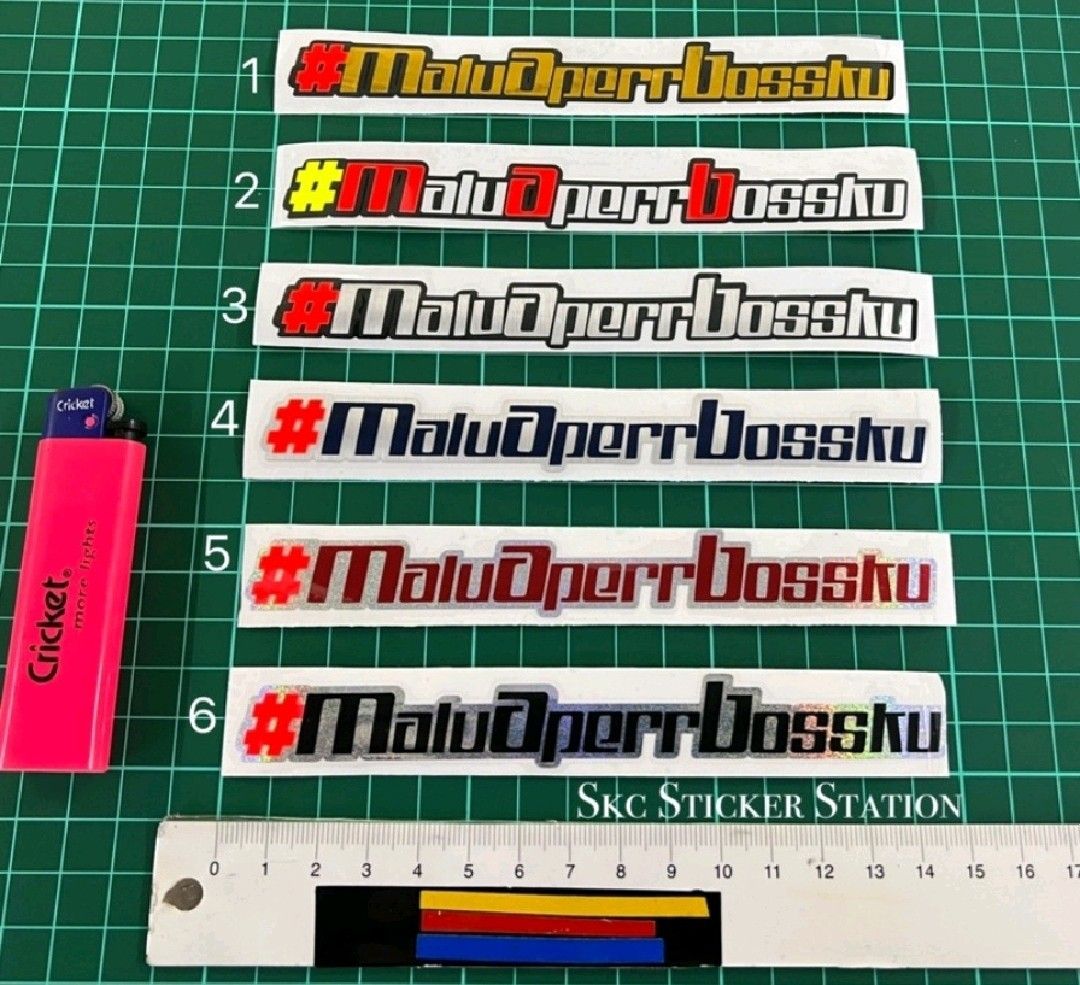 1 #MaluAperrbossku
2 #MaluAperrbossku
3 #MaluAperrbossku
4 #MaluAperrbossku
5 #MaluAperrbossku
6 #MaluAperrbossku
Cricket
Cricket®
more lights
SKC STICKER STATION
0 1 2 3 4 5 6 7 8 9 10 11 12 13 14 15 16 17